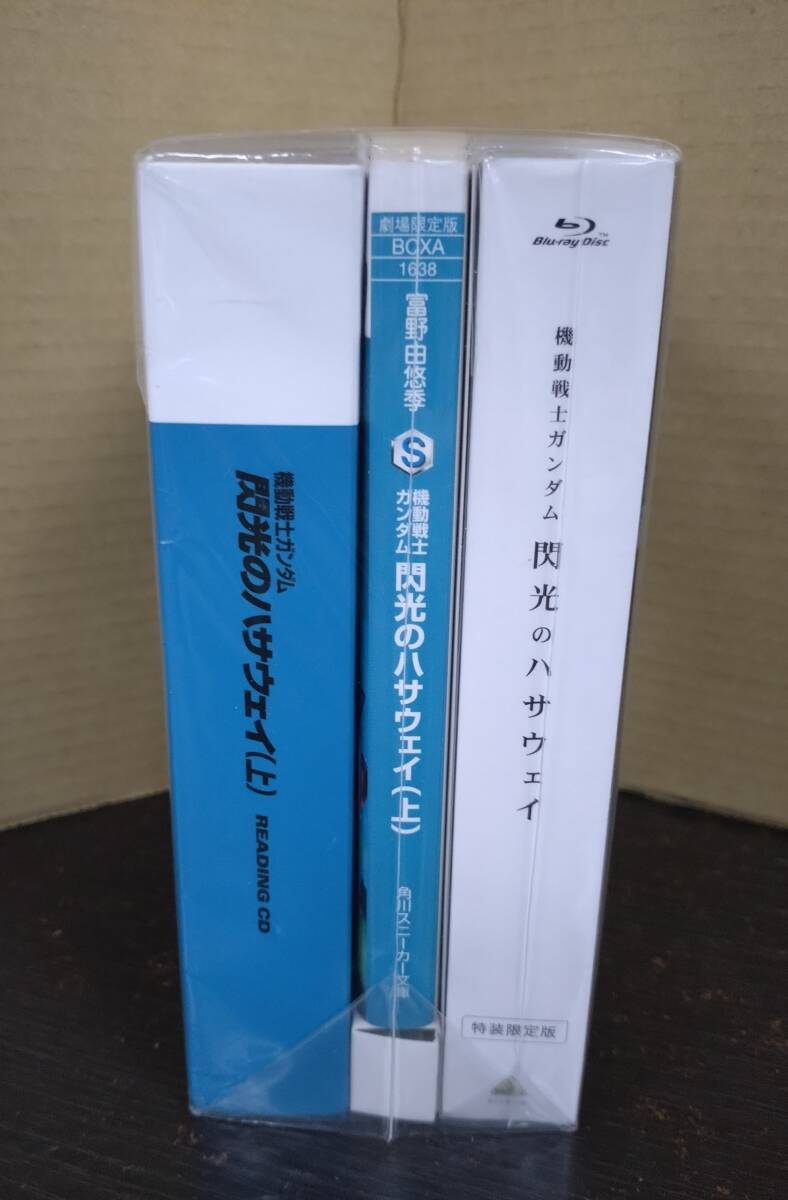 機動戦士ガンダム
閃光のハサウェイ(上)
READING CD
劇場限定版
BCXA
1638
富野由悠季
S
機動戦士
ガンダム
閃光のハサウェイ(上)
角川スニーカー文庫
Blu-ray Disc™
機動戦士ガンダム
閃光のハサウェイ
特装限定版